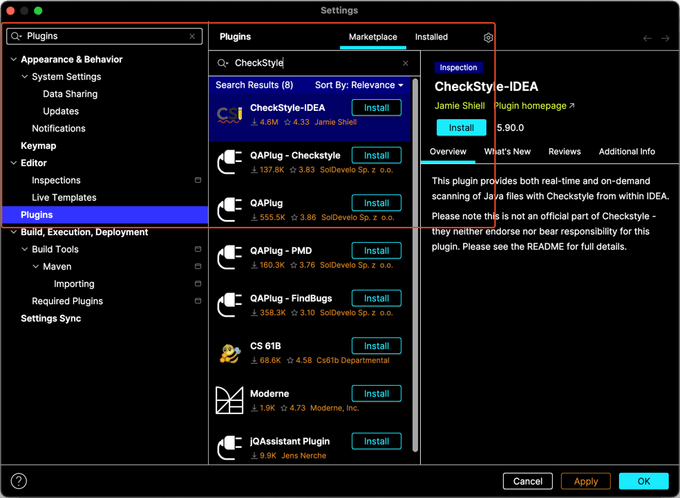 Settings
Plugins
Appearance & Behavior
System Settings
Data Sharing
Updates
Notifications
Keymap
Editor
Inspections
Live Templates
Plugins
Build, Execution, Deployment
Build Tools
Maven
Importing
Required Plugins
Settings Sync
Plugins
Marketplace
Installed
CheckStyle
Search Results (8)
Sort By: Relevance
CheckStyle-IDEA
Install
4.6M 4.33 Jamie Shiell
QAPlug - Checkstyle
Install
137.8K 3.83 SolDevelo Sp. z o.o.
QAPlug
Install
555.5K 3.86 SolDevelo Sp. z o.o.
QAPlug - PMD
Install
160.3K 3.76 SolDevelo Sp. z o.o.
QAPlug - FindBugs
Install
358.3K 3.10 SolDevelo Sp. z o.o.
CS 61B
Install
68.6K 4.58 Cs61b Departmental
Moderne
Install
1.9K 4.73 Moderne, Inc.
jQAssistant Plugin
Install
9.9K Jens Nerche
Inspection
CheckStyle-IDEA
Jamie Shiell Plugin homepage ↗
Install 5.90.0
Overview
What's New
Reviews
Additional Info
This plugin provides both real-time and on-demand
scanning of Java files with Checkstyle from within IDEA.
Please note this is not an official part of Checkstyle -
they neither endorse nor bear responsibility for this
plugin. Please see the README for full details.
?
Cancel
Apply
OK